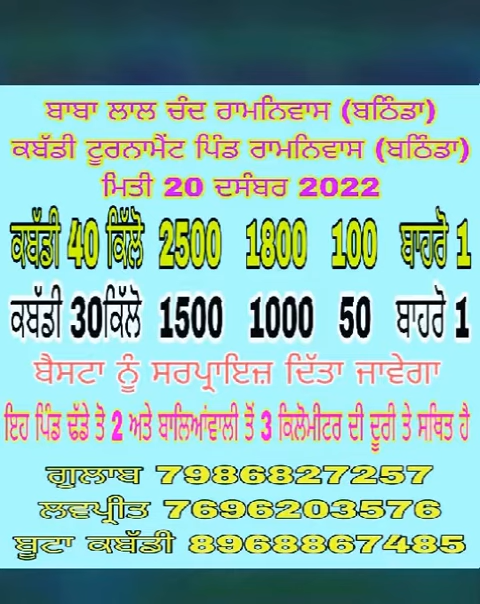 ਬਾਬਾ ਲਾਲ ਚੰਦ ਰਾਮਨਿਵਾਸ (ਬਠਿੰਡਾ)
ਕਬੱਡੀ ਟੂਰਨਾਮੈਂਟ ਪਿੰਡ ਰਾਮਨਿਵਾਸ (ਬਠਿੰਡਾ)
ਮਿਤੀ 20 ਦਸੰਬਰ 2022
ਕਬੱਡੀ 40 ਕਿੱਲੋ 2500 1800 100 ਬਾਹਰੋ 1
ਕਬੱਡੀ 30ਕਿੱਲੋ 1500 1000 50 ਬਾਹਰੋ 1
ਬੈਸਟਾ ਨੂੰ ਸਰਪ੍ਰਾਇਜ਼ ਦਿੱਤਾ ਜਾਵੇਗਾ
ਇਹ ਪਿੰਡ ਢੱਡੇ ਤੋ 2 ਅਤੇ ਬਾਲਿਆਂਵਾਲੀ ਤੋਂ 3 ਕਿਲੋਮੀਟਰ ਦੀ ਦੂਰੀ ਤੇ ਸਥਿਤ ਹੈ
ਗੁਲਾਬ 7986827257
ਲਵਪ੍ਰੀਤ 7696203576
ਬੂਟਾ ਕਬੱਡੀ 8968867485